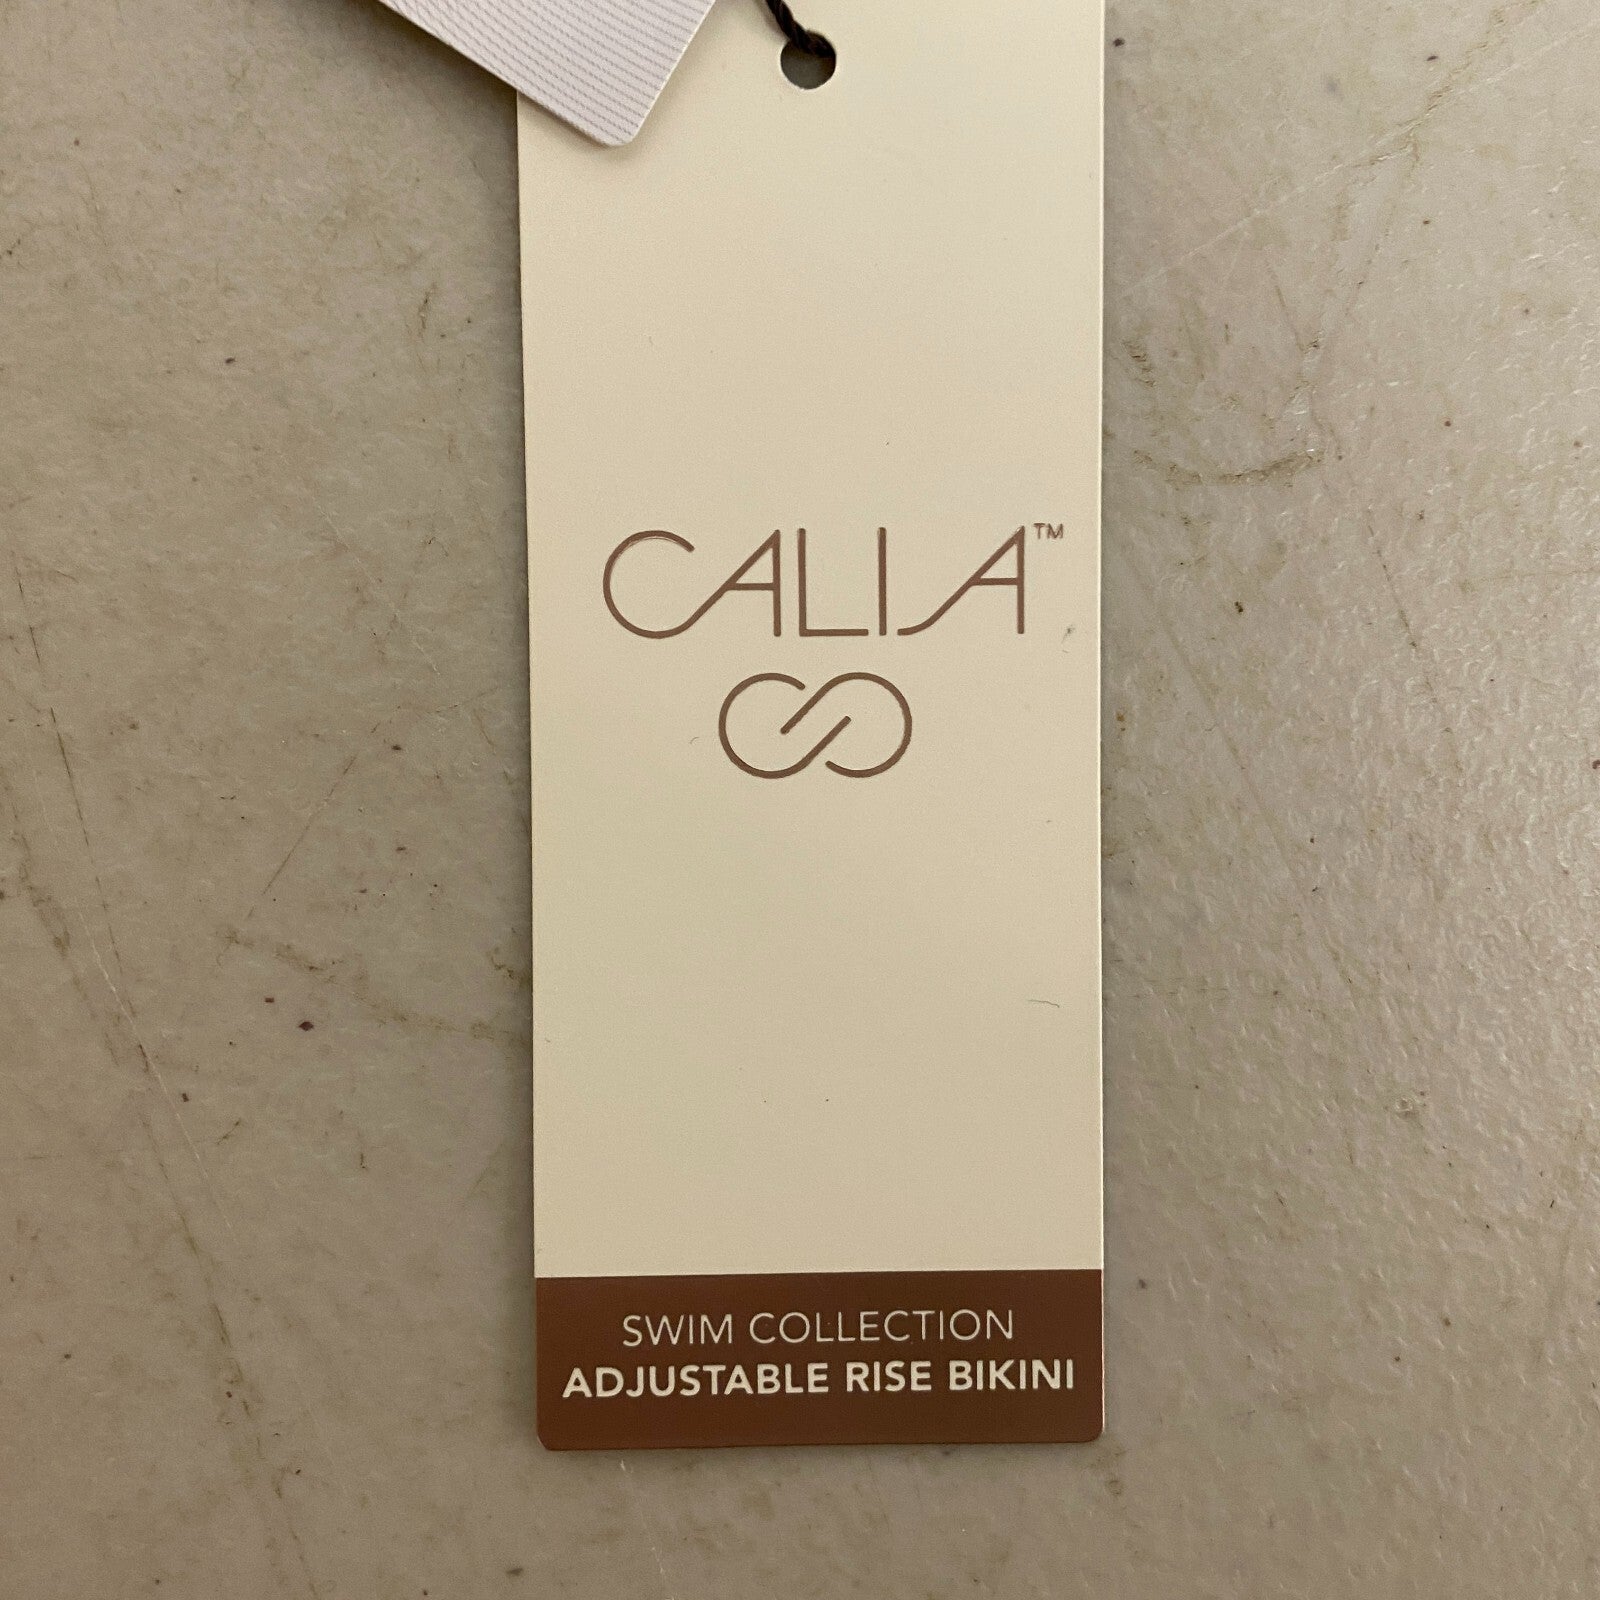 CALIA™
SWIM COLLECTION
ADJUSTABLE RISE BIKINI